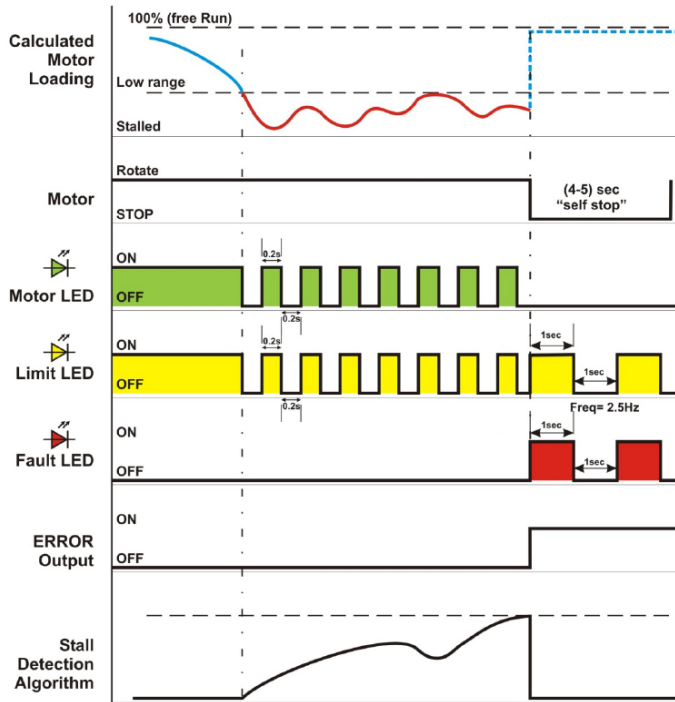 100% (free Run)
Calculated
Motor
Loading
Low range
Stalled
Rotate
Motor
(4-5) sec
“self stop”
STOP
ON
0.2s
Motor LED
OFF
0.2s
ON
0.2s
1sec
Limit LED
OFF
1sec
0.2s
Freq= 2.5Hz
ON
1sec
Fault LED
OFF
1sec
ON
ERROR
Output
OFF
Stall
Detection
Algorithm